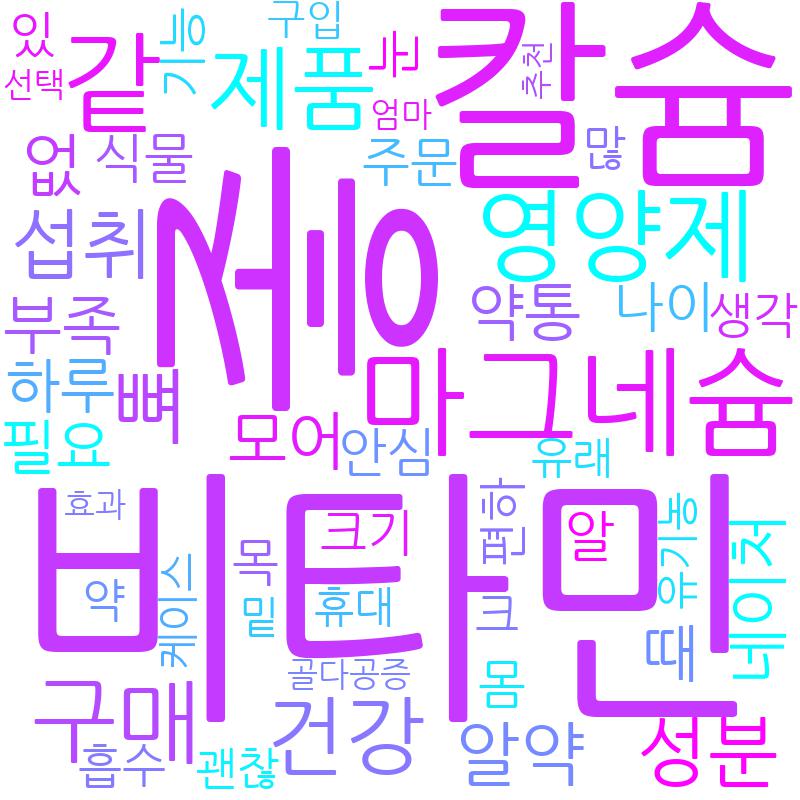 있
선택
같
기능
구입
제품
눈
엄마
칼슘
추천
없
식물
주문
많
섭취
좋
영양제
부족
약통
나이
생각
하루
뼈
마그네슘
필요
모어
안심
유래
비타민
효과
약
케이스
목
밑
크기
휴대
편하
크
알
유기농
네이처
골다공증
몸
때
구매
흡수
괜찮
건강
알약
성분